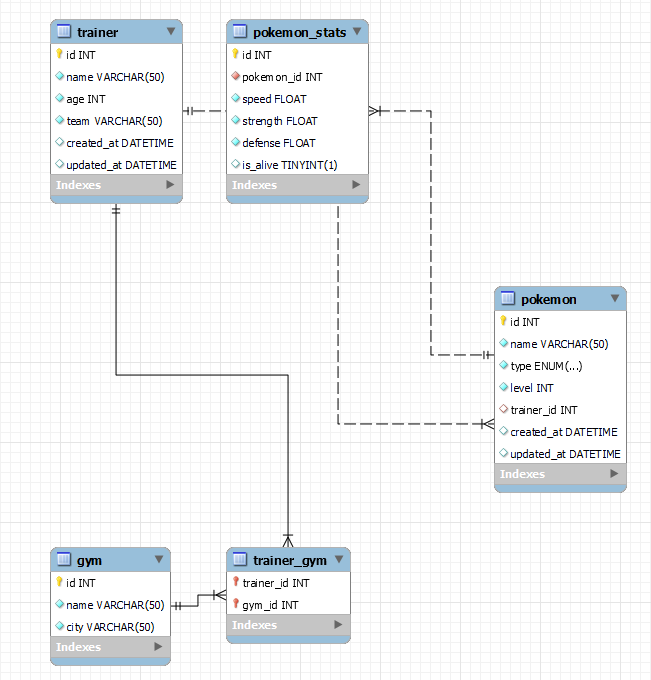 trainer
id INT
name VARCHAR(50)
age INT
team VARCHAR(50)
created_at DATETIME
updated_at DATETIME
Indexes
pokemon_stats
id INT
pokemon_id INT
speed FLOAT
strength FLOAT
defense FLOAT
is_alive TINYINT(1)
Indexes
pokemon
id INT
name VARCHAR(50)
type ENUM(...)
level INT
trainer_id INT
created_at DATETIME
updated_at DATETIME
Indexes
gym
id INT
name VARCHAR(50)
city VARCHAR(50)
Indexes
trainer_gym
trainer_id INT
gym_id INT
Indexes